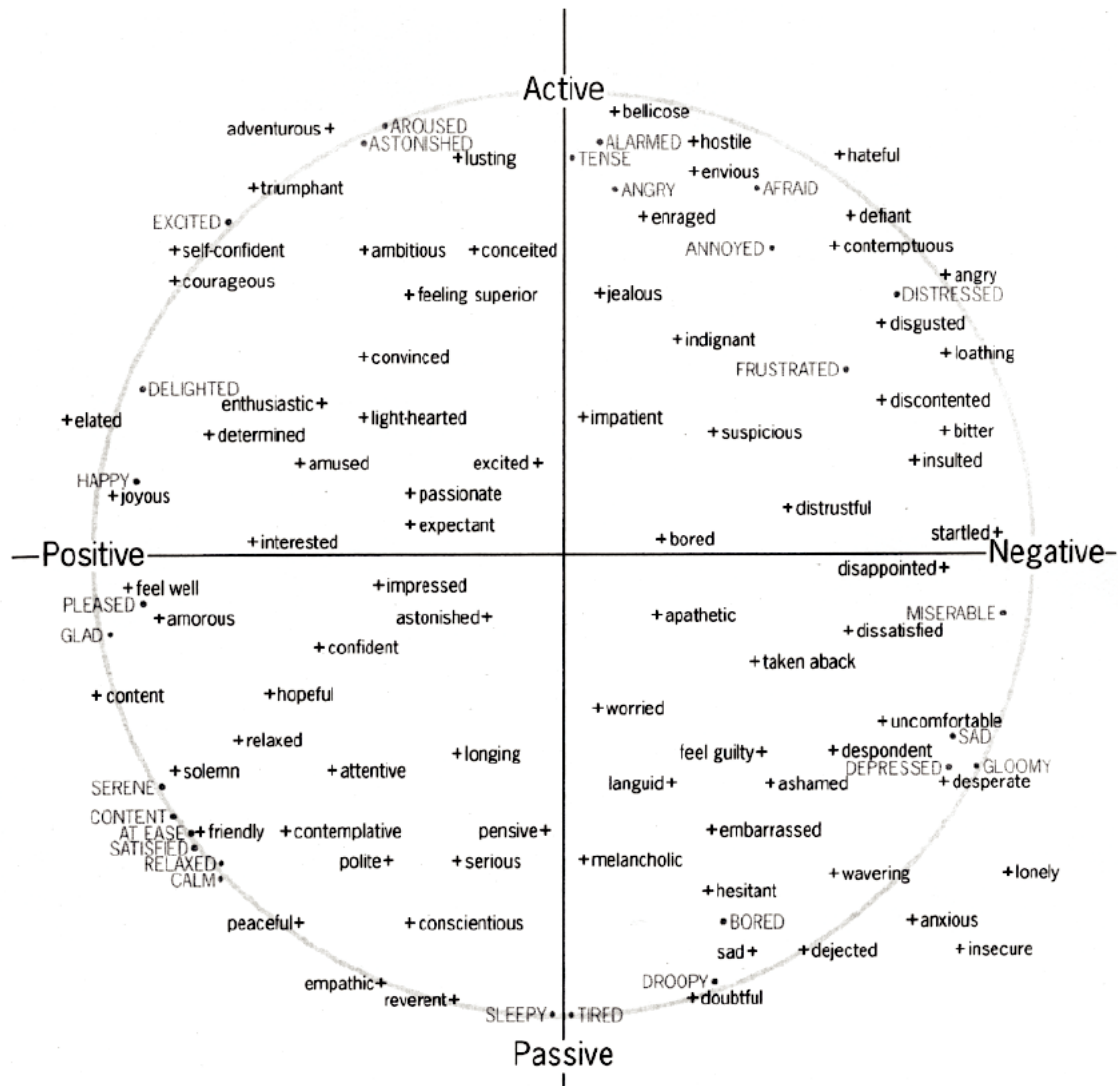 Active
+bellicose
adventurous+
•AROUSED
•ASTONISHED
•ALARMED
+hostile
+lusting
•TENSE
+hateful
+envious
+triumphant
•ANGRY
•AFRAID
EXCITED•
+enraged
+defiant
+self-confident
+ambitious
+conceited
ANNOYED•
+contemptuous
+courageous
+angry
+feeling superior
+jealous
•DISTRESSED
+disgusted
+indignant
+convinced
+loathing
FRUSTRATED•
•DELIGHTED
enthusiastic+
+discontented
+elated
+light-hearted
+impatient
+determined
+suspicious
+bitter
+amused
excited+
+insulted
HAPPY•
+joyous
+passionate
+distrustful
+expectant
+interested
+bored
startled+
Positive
Negative
disappointed+
+feel well
+impressed
PLEASED•
+amorous
astonished+
+apathetic
MISERABLE•
GLAD•
+dissatisfied
+confident
+taken aback
+content
+hopeful
+worried
+uncomfortable
•SAD
+relaxed
+longing
feel guilty+
+despondent
+solemn
+attentive
DEPRESSED•
•GLOOMY
SERENE•
languid+
+ashamed
+desperate
CONTENT•
AT EASE•
+friendly
+contemplative
pensive+
+embarrassed
SATISFIED•
RELAXED•
polite+
+serious
+melancholic
CALM•
+wavering
+lonely
+hesitant
peaceful+
+conscientious
•BORED
+anxious
sad+
+dejected
+insecure
empathic+
DROOPY•
reverent+
+doubtful
SLEEPY•
•TIRED
Passive